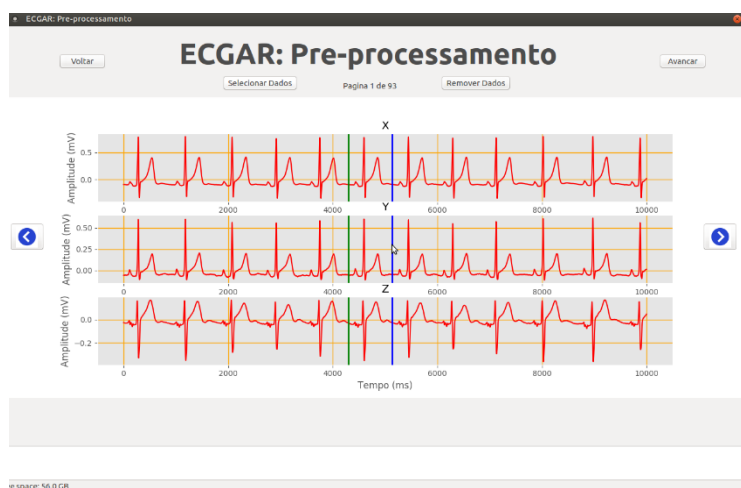 ECGAR: Pre-processamento
Voltar
ECGAR: Pre-processamento
Avancar
Selecionar Dados
Pagina 1 de 93
Remover Dados
X
Amplitude (mV)
0.5
0.0
0 2000 4000 6000 8000 10000
Y
Amplitude (mV)
0.50
0.25
0.00
0 2000 4000 6000 8000 10000
Z
Amplitude (mV)
0.0
−0.2
0 2000 4000 6000 8000 10000
Tempo (ms)
e space: 56.0 GB